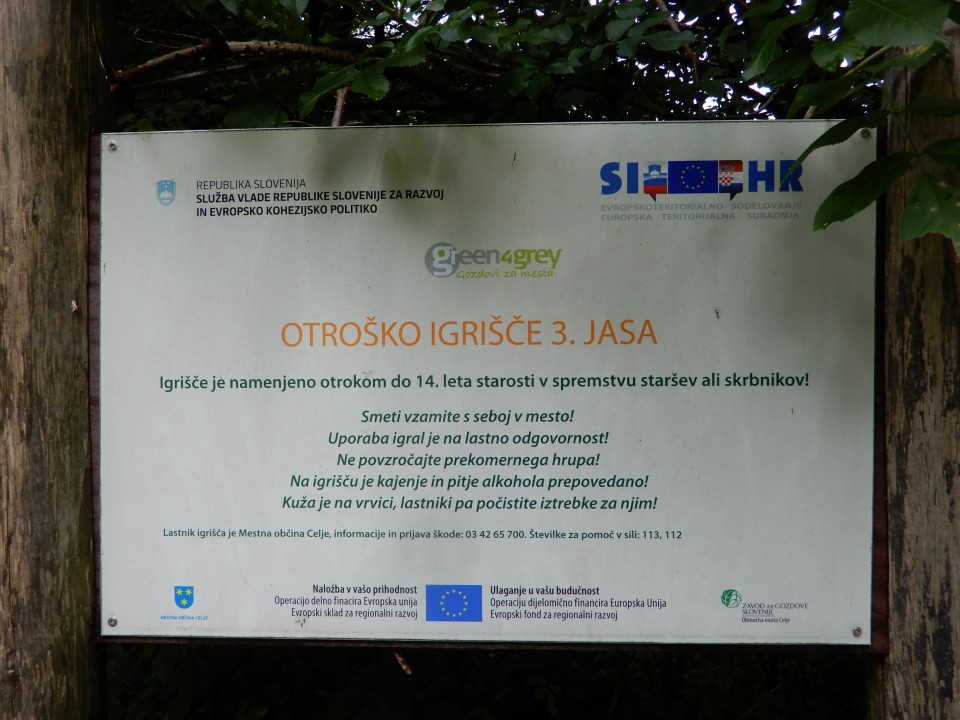 REPUBLIKA SLOVENIJA
SLUŽBA VLADE REPUBLIKE SLOVENIJE ZA RAZVOJ
IN EVROPSKO KOHEZIJSKO POLITIKO
SI HR
EVROPSKOTERITORIALNO SODELOVANJE
EUROPSKA TERITORIJALNA SURADNJA
green4grey
Gozdovi za mesta
OTROŠKO IGRIŠČE 3. JASA
Igrišče je namenjeno otrokom do 14. leta starosti v spremstvu staršev ali skrbnikov!
Smeti vzamite s seboj v mesto!
Uporaba igral je na lastno odgovornost!
Ne povzročajte prekomernega hrupa!
Na igrišču je kajenje in pitje alkohola prepovedano!
Kuža je na vrvici, lastniki pa počistite iztrebke za njim!
Lastnik igrišča je Mestna občina Celje, informacije in prijava škode: 03 42 65 700. Številke za pomoč v sili: 113, 112
MESTNA OBČINA CELJE
Naložba v vašo prihodnost
Operacijo delno financira Evropska unija
Evropski sklad za regionalni razvoj
Ulaganje u vašu budućnost
Operaciju dijelomično financira Europska Unija
Evropski fond za regionalni razvoj
ZAVOD za GOZDOVE
SLOVENIJE
Območna enota Celje